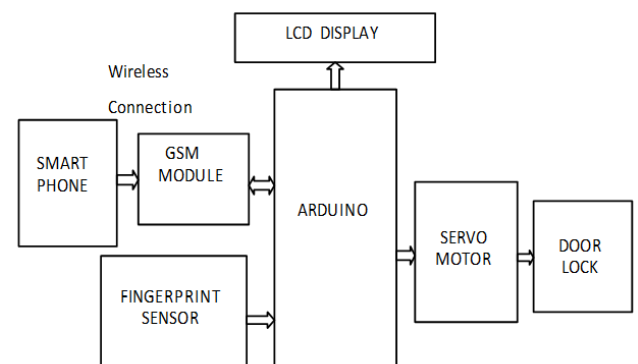 LCD DISPLAY
Wireless
Connection
SMART
PHONE
GSM
MODULE
ARDUINO
SERVO
MOTOR
DOOR
LOCK
FINGERPRINT
SENSOR